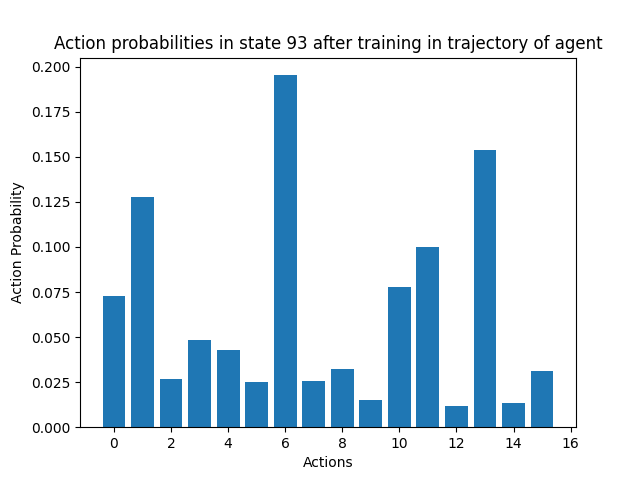 Action probabilities in state 93 after training in trajectory of agent
0.200
0.175
0.150
0.125
0.100
0.075
0.050
0.025
0.000
Action Probability
0 2 4 6 8 10 12 14 16
Actions